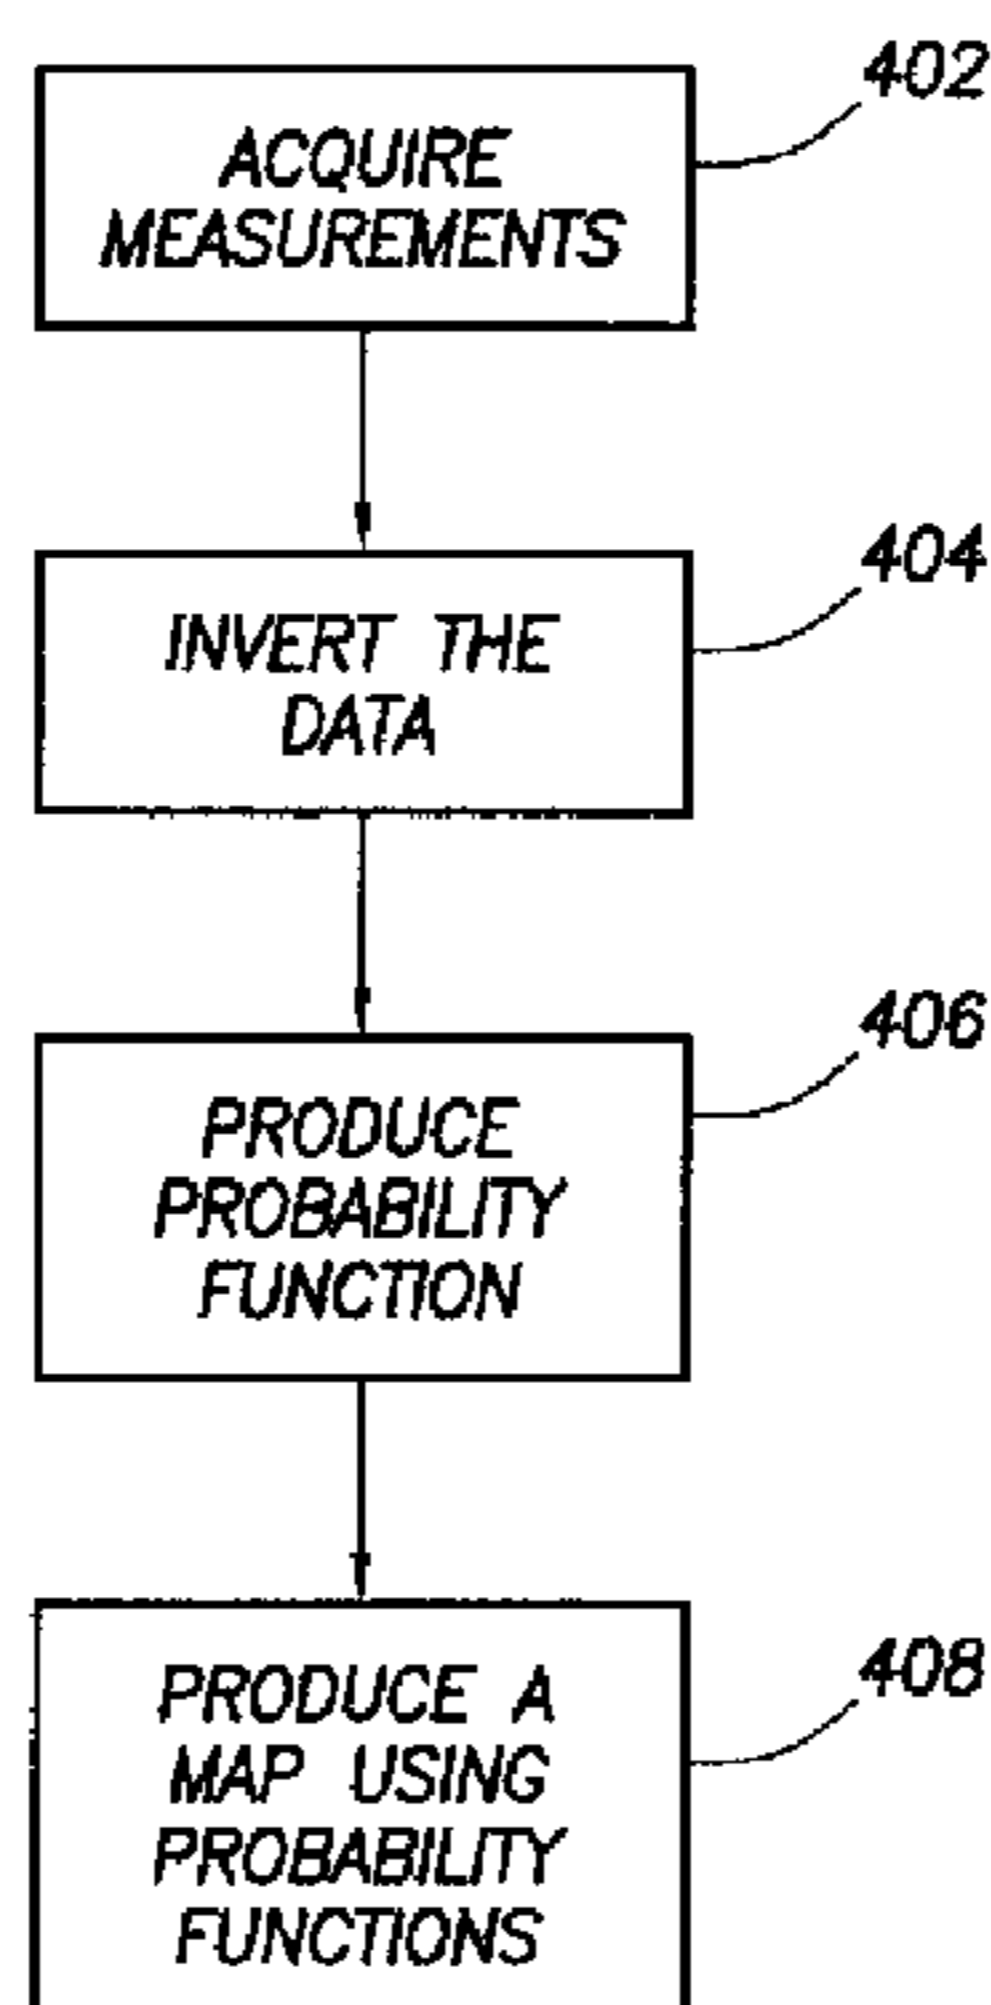 402
ACQUIRE
MEASUREMENTS
404
INVERT THE
DATA
406
PRODUCE
PROBABILITY
FUNCTION
408
PRODUCE A
MAP USING
PROBABILITY
FUNCTIONS